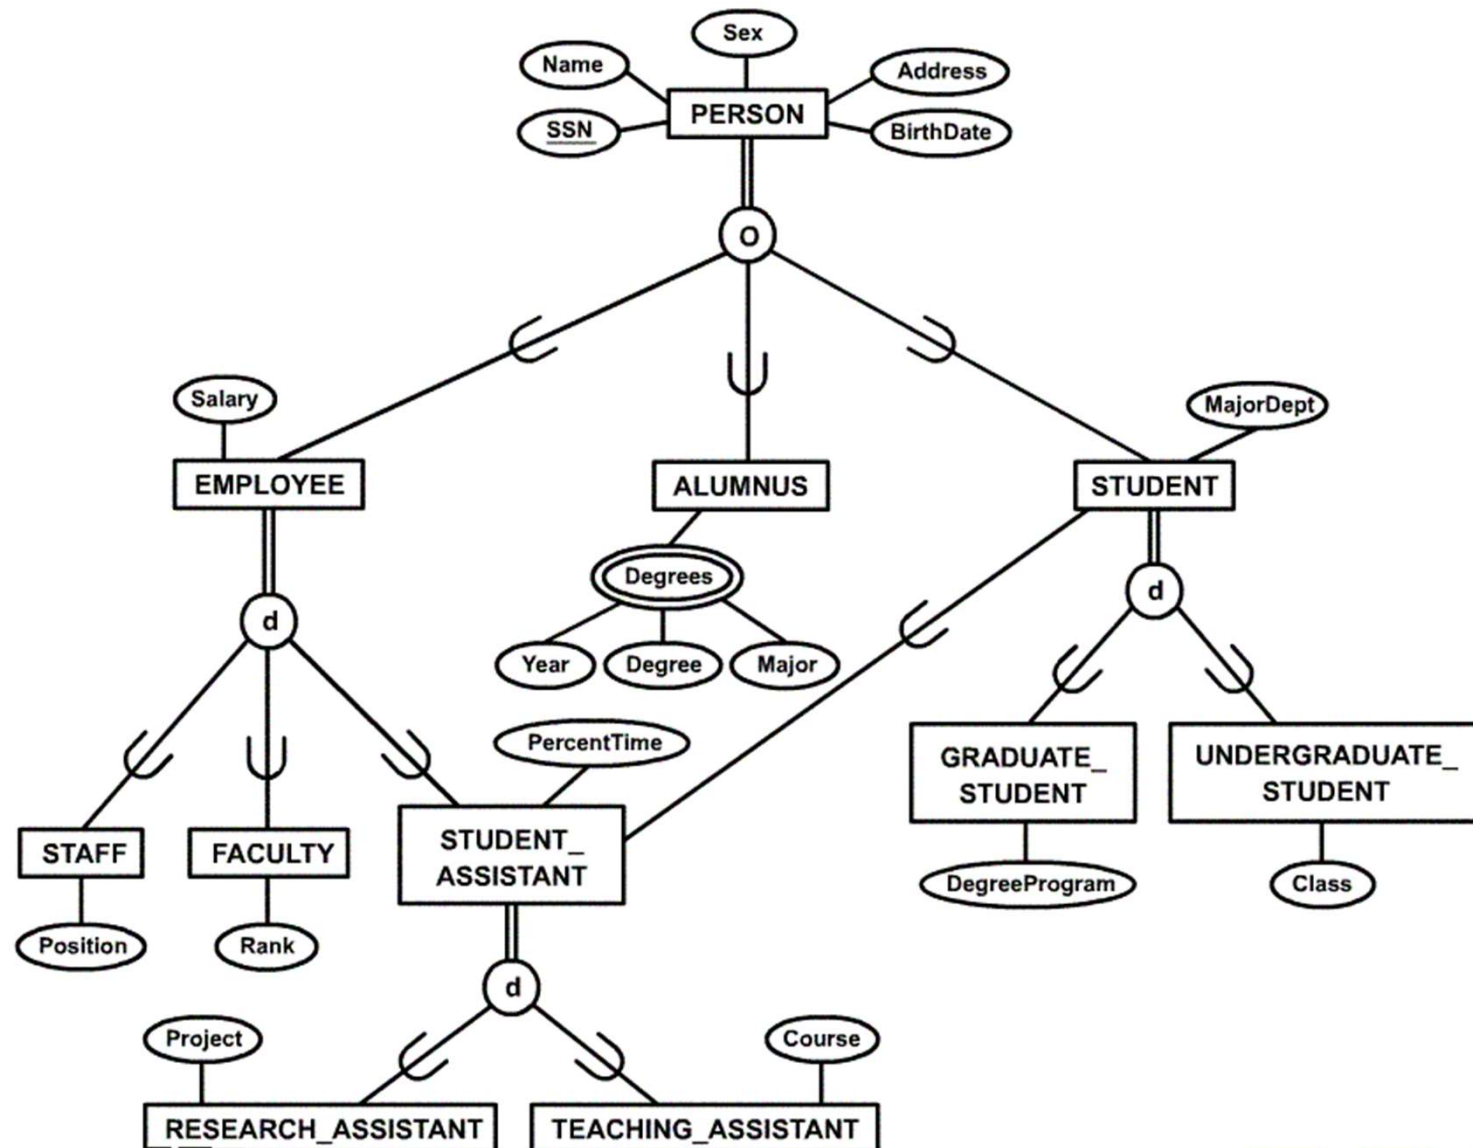 Sex
Name
Address
PERSON
SSN
BirthDate
O
Salary
MajorDept
EMPLOYEE
ALUMNUS
STUDENT
Degrees
d
d
Year
Degree
Major
PercentTime
GRADUATE_
STUDENT
UNDERGRADUATE_
STUDENT
STAFF
FACULTY
STUDENT_
ASSISTANT
DegreeProgram
Class
Position
Rank
d
Project
Course
RESEARCH_ASSISTANT
TEACHING_ASSISTANT